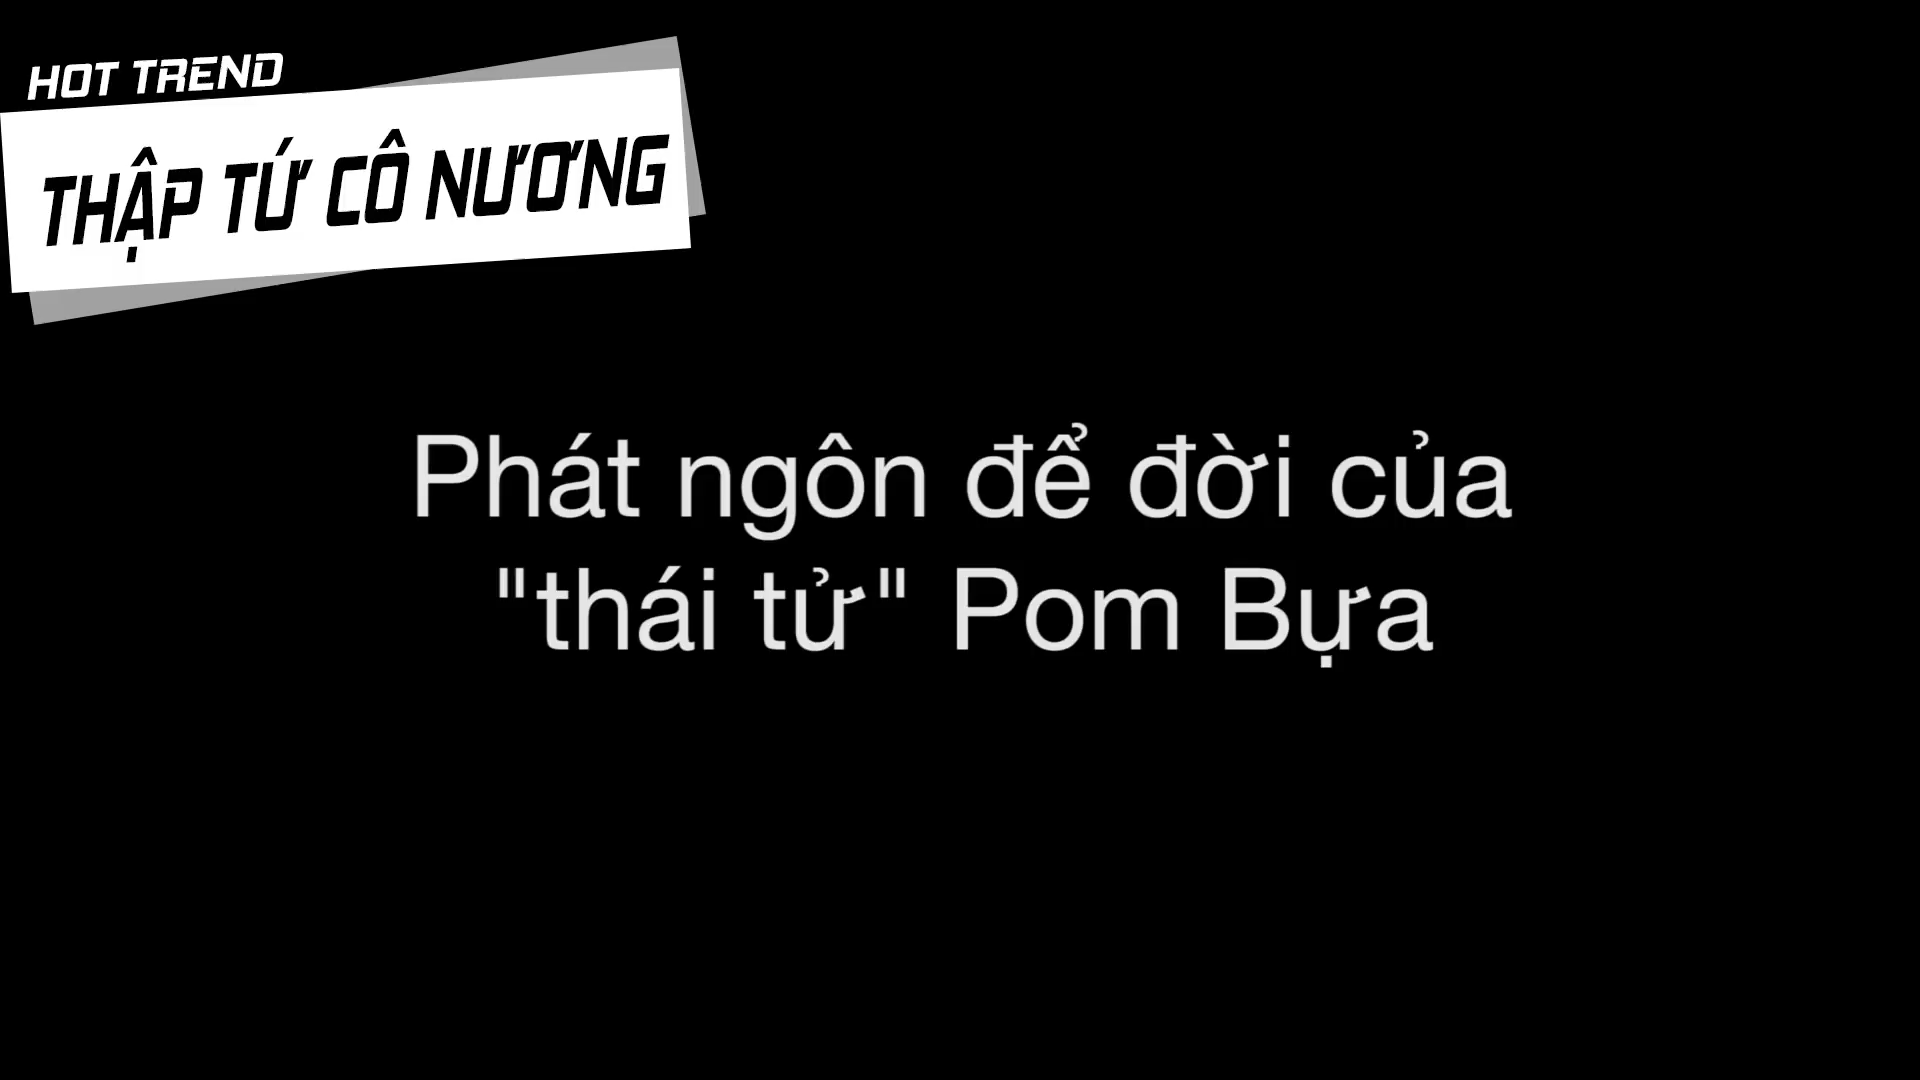 HOT TREND
THẬP TỨ CÔ NƯƠNG
Phát ngôn để đời của
"thái tử" Pom Bựa